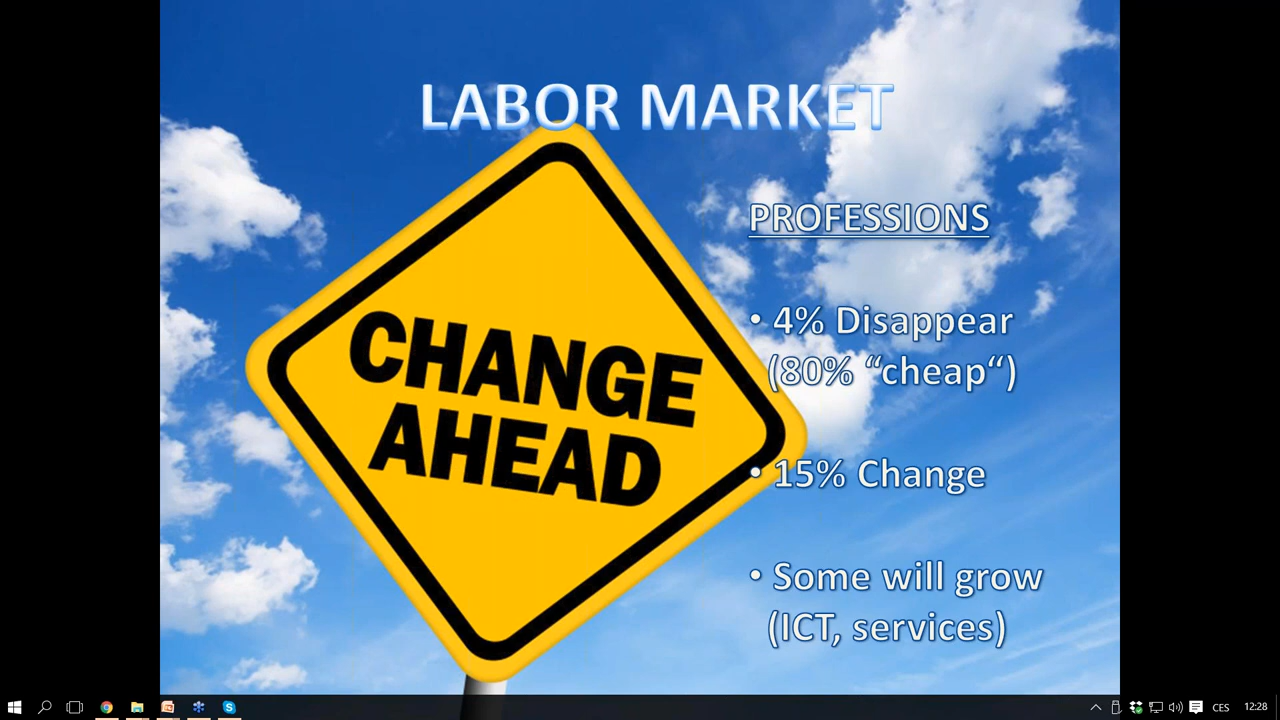 LABOR MARKET
CHANGE
AHEAD
PROFESSIONS
• 4% Disappear
(80% “cheap“)
• 15% Change
• Some will grow
(ICT, services)
CES
12:28